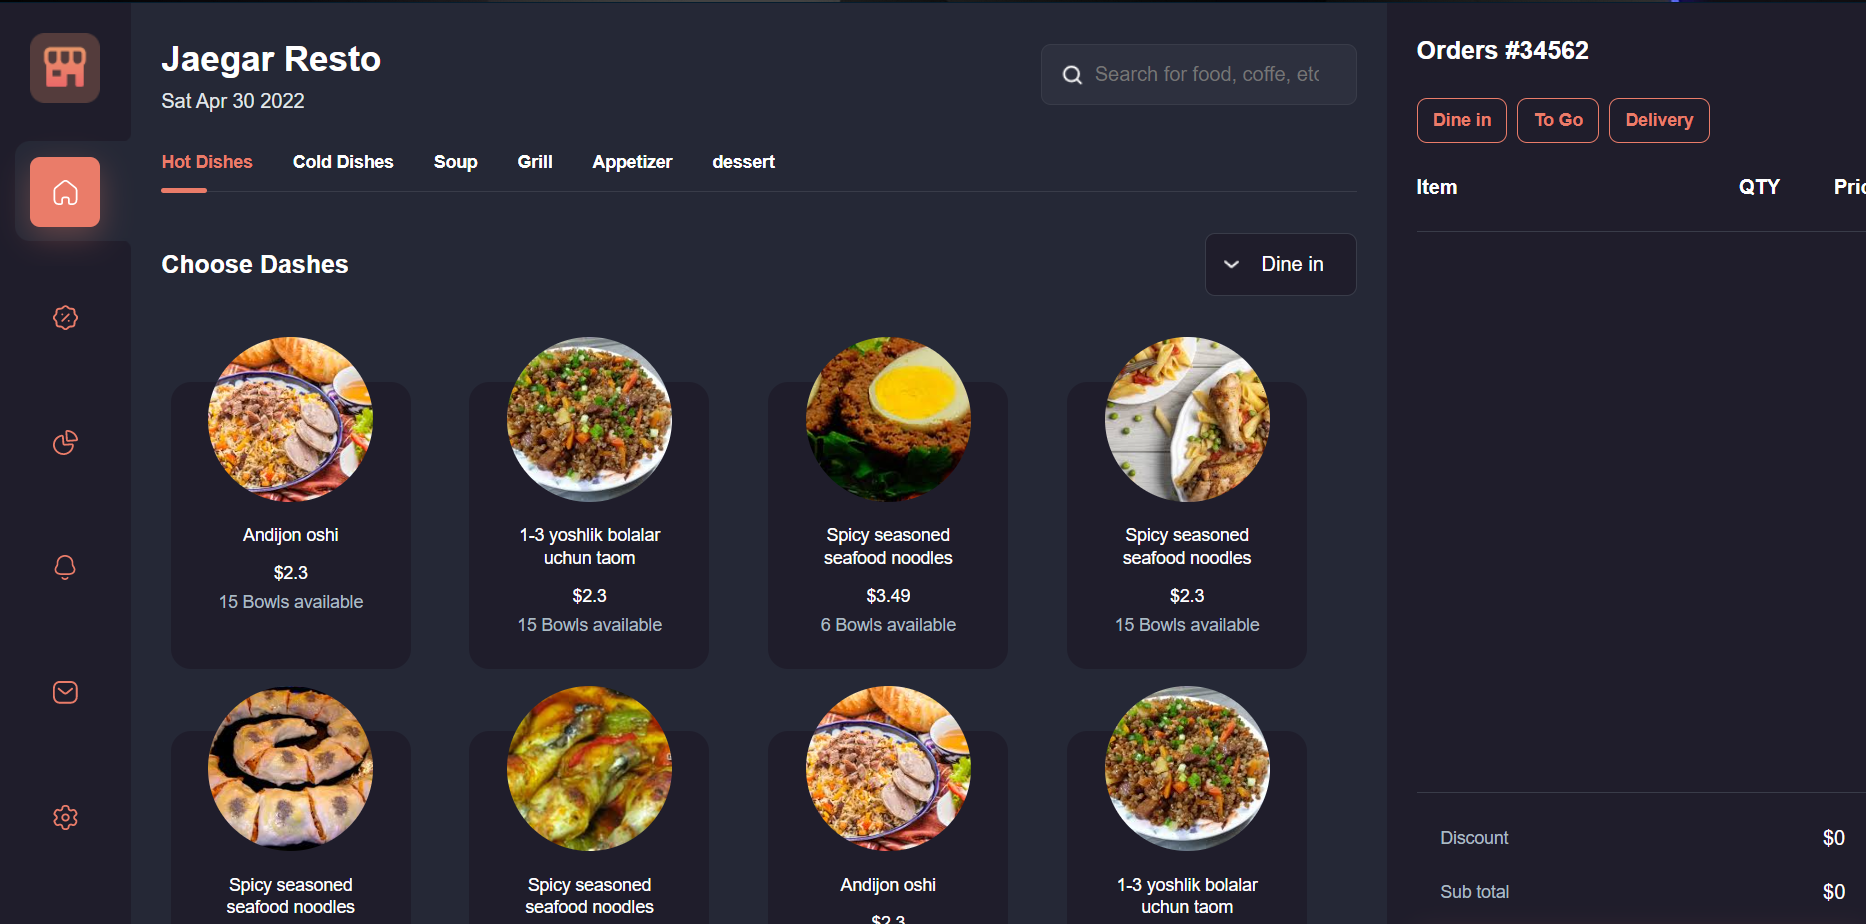 Jaegar Resto
Sat Apr 30 2022
Search for food, coffe, etc
Hot Dishes
Cold Dishes
Soup
Grill
Appetizer
dessert
Choose Dashes
Dine in
Andijon oshi
$2.3
15 Bowls available
1-3 yoshlik bolalar
uchun taom
$2.3
15 Bowls available
Spicy seasoned
seafood noodles
$3.49
6 Bowls available
Spicy seasoned
seafood noodles
$2.3
15 Bowls available
Spicy seasoned
seafood noodles
Spicy seasoned
seafood noodles
Andijon oshi
$2.3
1-3 yoshlik bolalar
uchun taom
Orders #34562
Dine in
To Go
Delivery
Item
QTY
Pric
Discount
$0
Sub total
$0